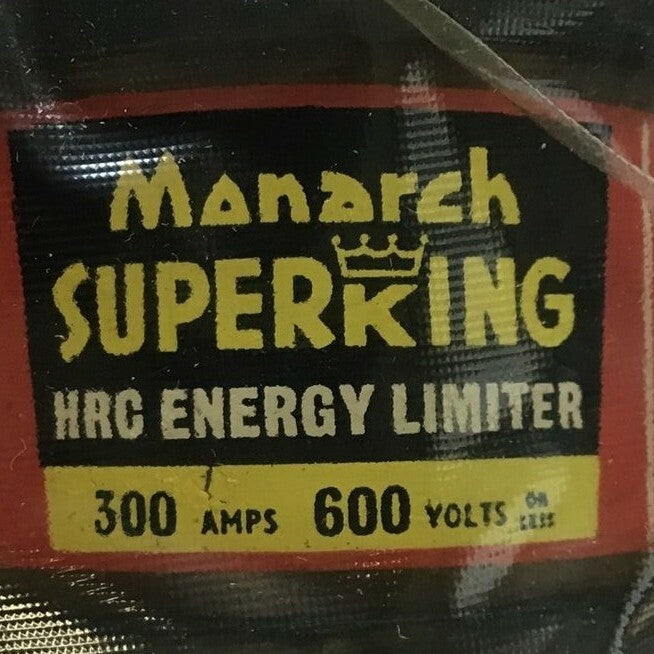 Monarch
SUPERKING
HRC ENERGY LIMITER
300 AMPS 600 VOLTS OR LESS